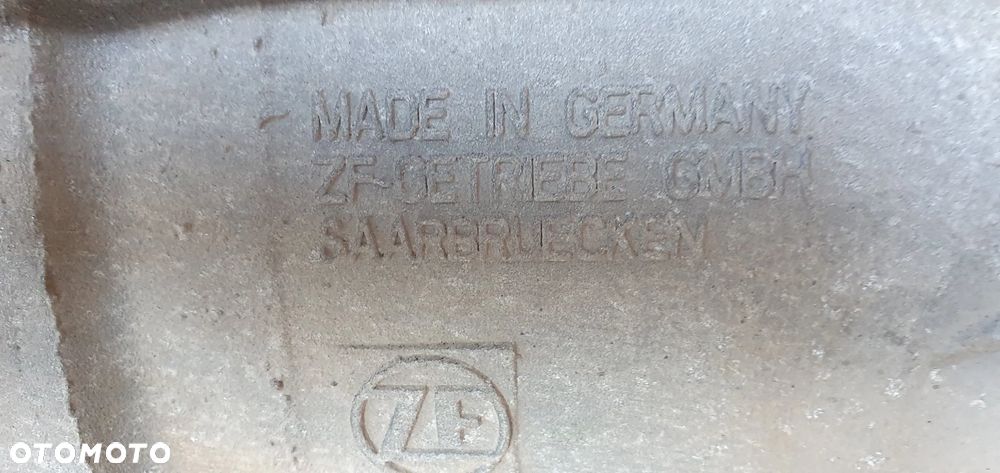 MADE IN GERMANY
ZF-GETRIEBE GMBH
SAARBRUECKEN
ZF
OTOMOTO